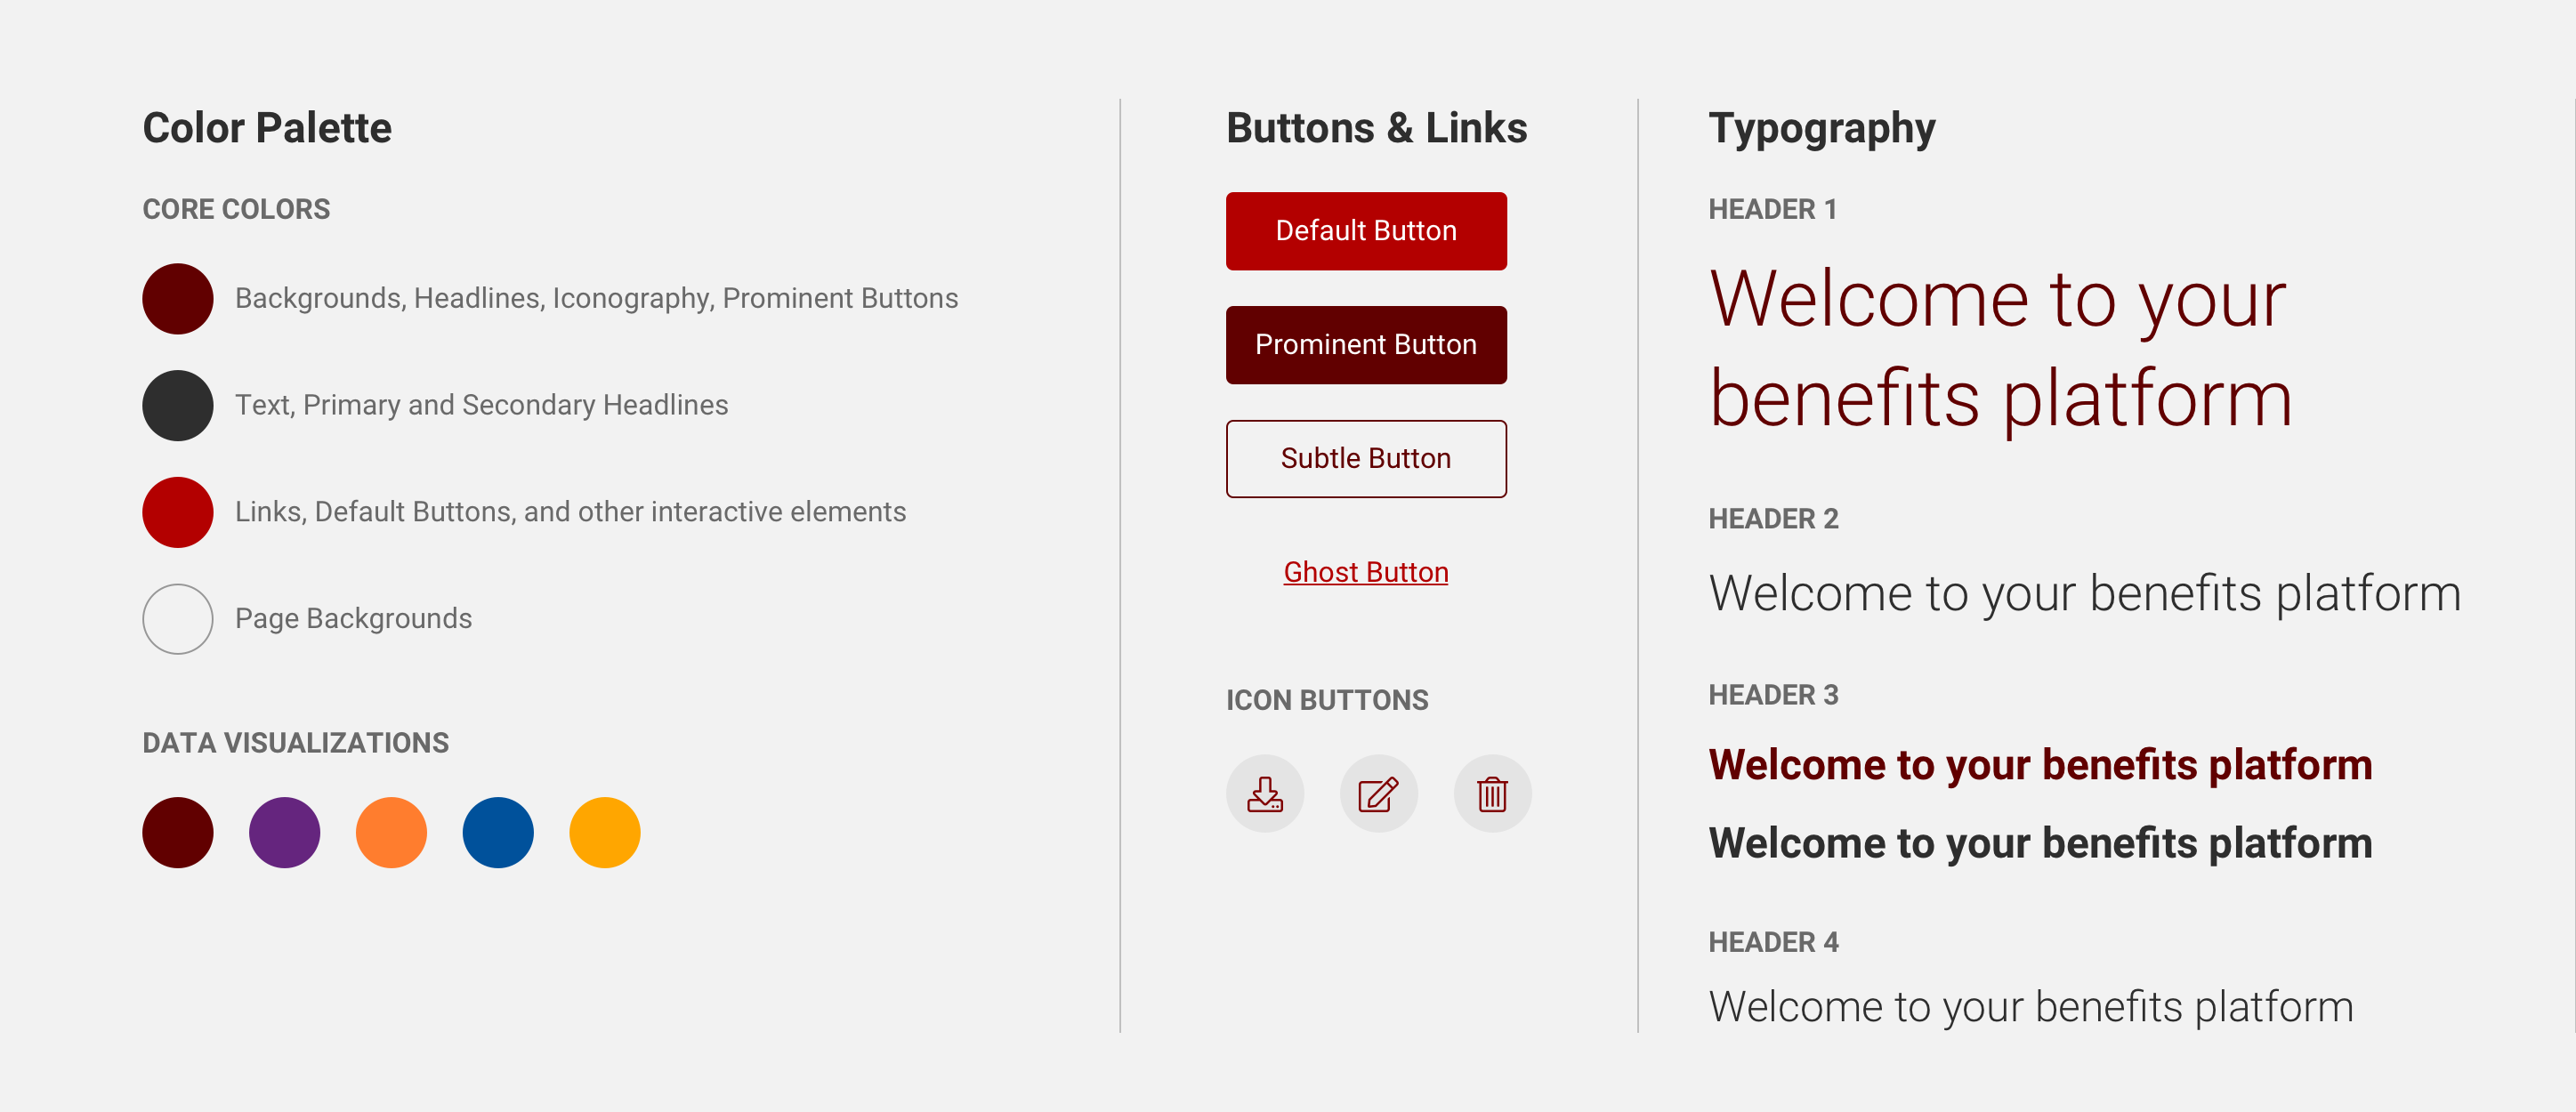 Color Palette
CORE COLORS
Backgrounds, Headlines, Iconography, Prominent Buttons
Text, Primary and Secondary Headlines
Links, Default Buttons, and other interactive elements
Page Backgrounds
DATA VISUALIZATIONS
Buttons & Links
Default Button
Prominent Button
Subtle Button
Ghost Button
ICON BUTTONS
Typography
HEADER 1
Welcome to your
benefits platform
HEADER 2
Welcome to your benefits platform
HEADER 3
Welcome to your benefits platform
Welcome to your benefits platform
HEADER 4
Welcome to your benefits platform